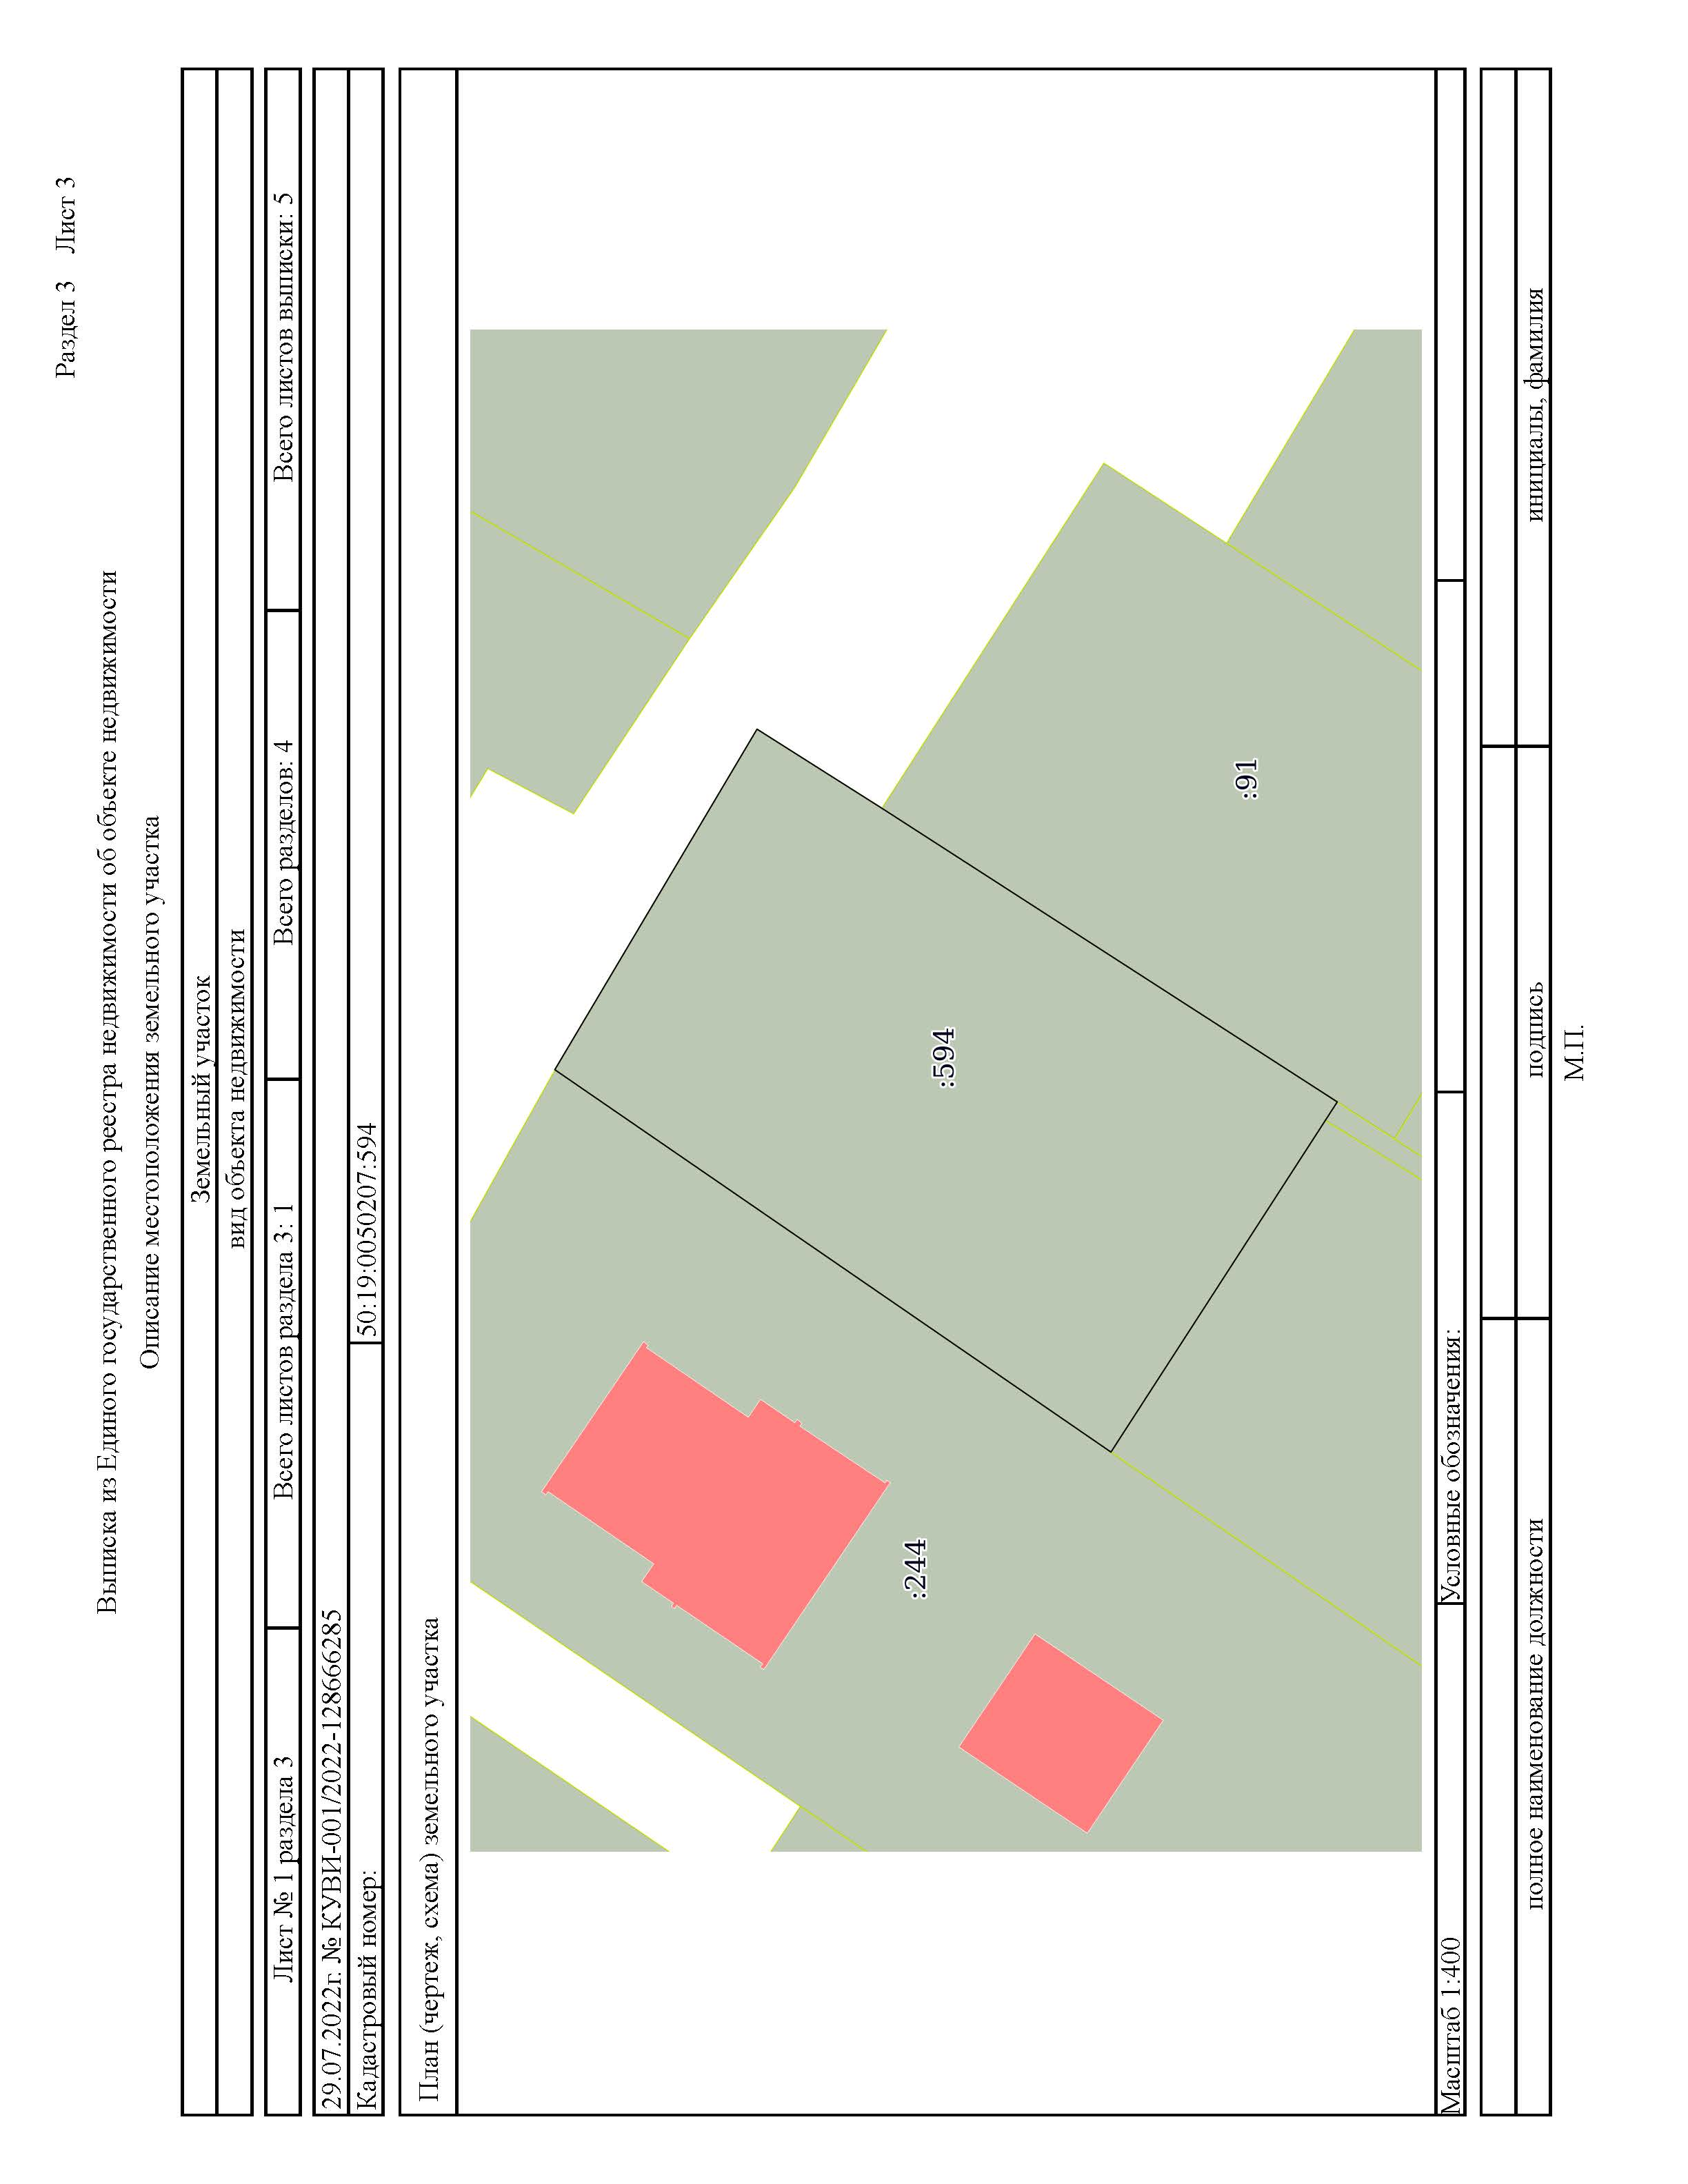 Раздел 3 Лист 3
Выписка из Единого государственного реестра недвижимости об объекте недвижимости
Описание местоположения земельного участка
Земельный участок
вид объекта недвижимости
Лист № 1 раздела 3 Всего листов раздела 3: 1 Всего разделов: 4 Всего листов выписки: 5
29.07.2022г. № КУВИ-001/2022-128666285
Кадастровый номер: 50:19:0050207:594
План (чертеж, схема) земельного участка
:244
:594
:91
Масштаб 1:400 Условные обозначения:
полное наименование должности подпись инициалы, фамилия
М.П.